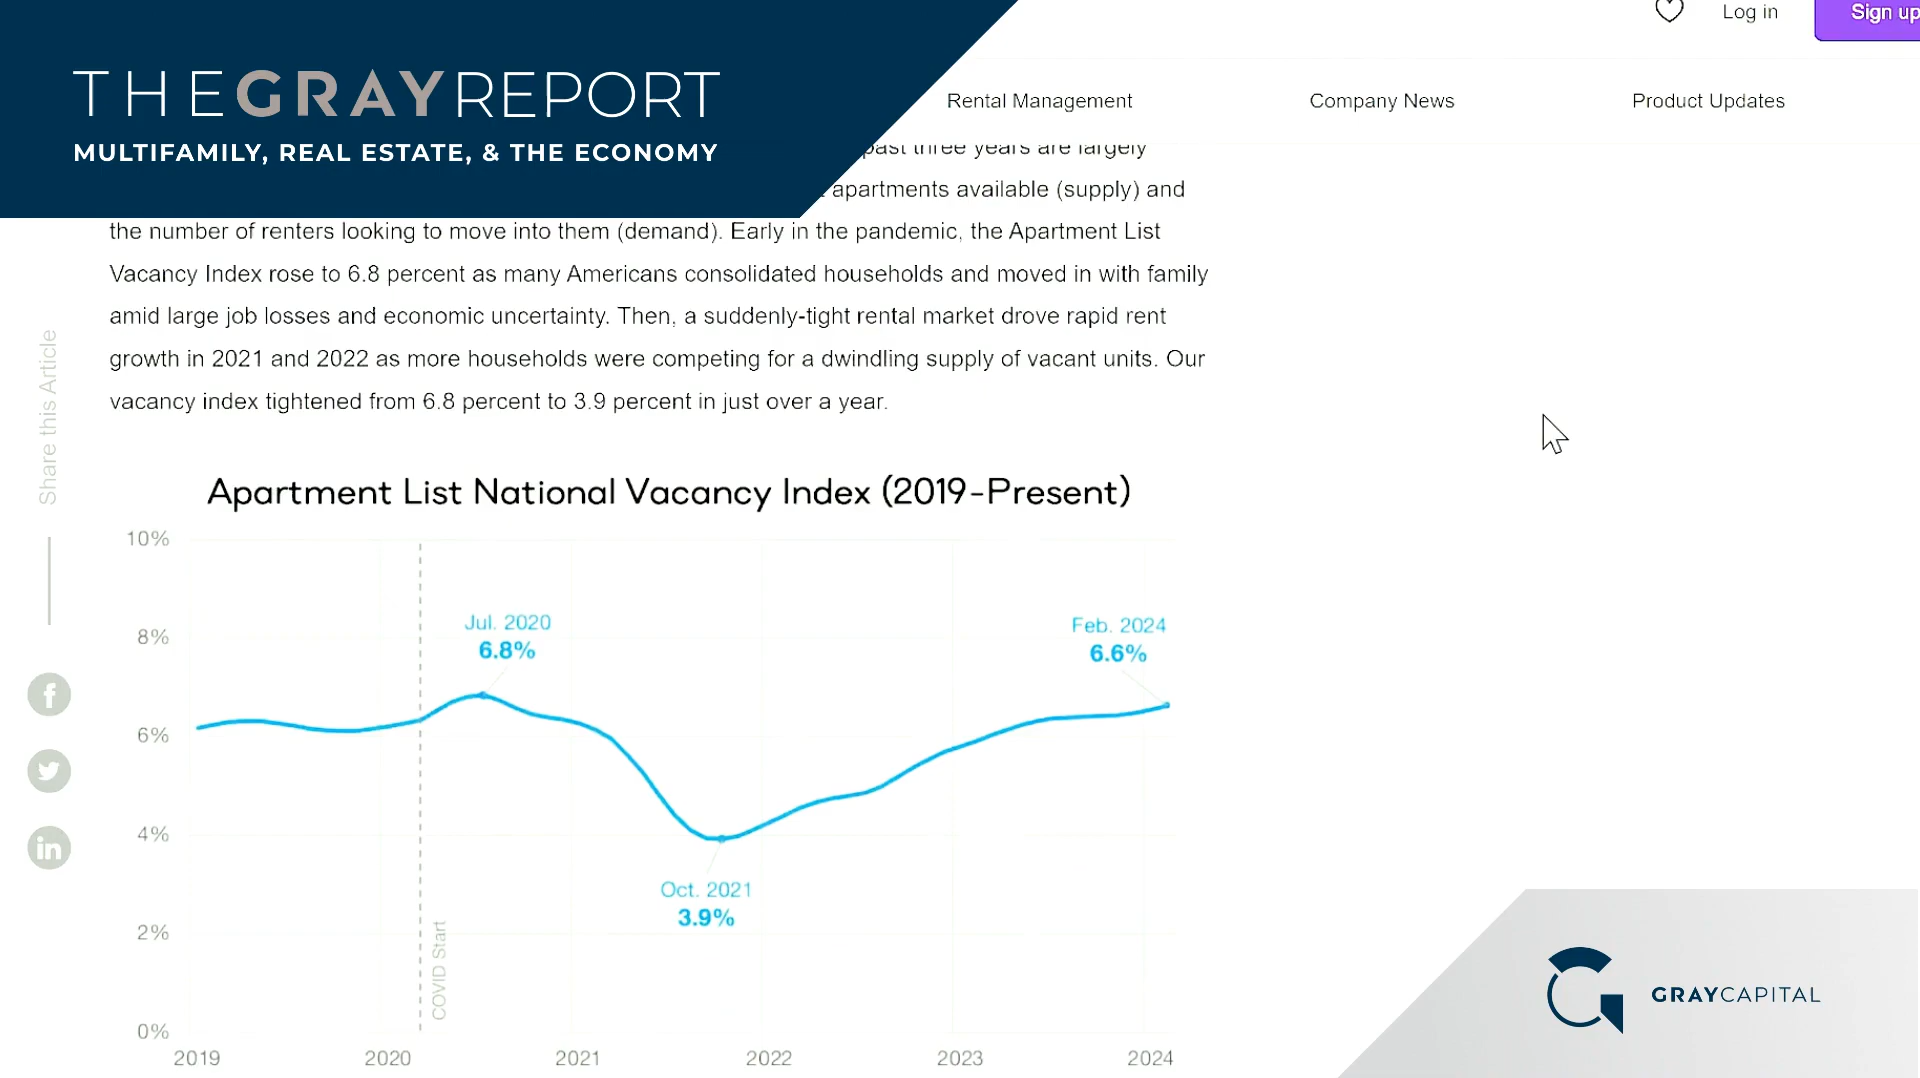 THEGRAYREPORT
MULTIFAMILY, REAL ESTATE, & THE ECONOMY
Log in
Sign up
Rental Management
Company News
Product Updates
past three years are largely
apartments available (supply) and
the number of renters looking to move into them (demand). Early in the pandemic, the Apartment List
Vacancy Index rose to 6.8 percent as many Americans consolidated households and moved in with family
amid large job losses and economic uncertainty. Then, a suddenly-tight rental market drove rapid rent
growth in 2021 and 2022 as more households were competing for a dwindling supply of vacant units. Our
vacancy index tightened from 6.8 percent to 3.9 percent in just over a year.
Share this Article
Apartment List National Vacancy Index (2019-Present)
10%
8%
6%
4%
2%
0%
Jul. 2020
6.8%
Feb. 2024
6.6%
Oct. 2021
3.9%
COVID Start
2019
2020
2021
2022
2023
2024
GRAYCAPITAL